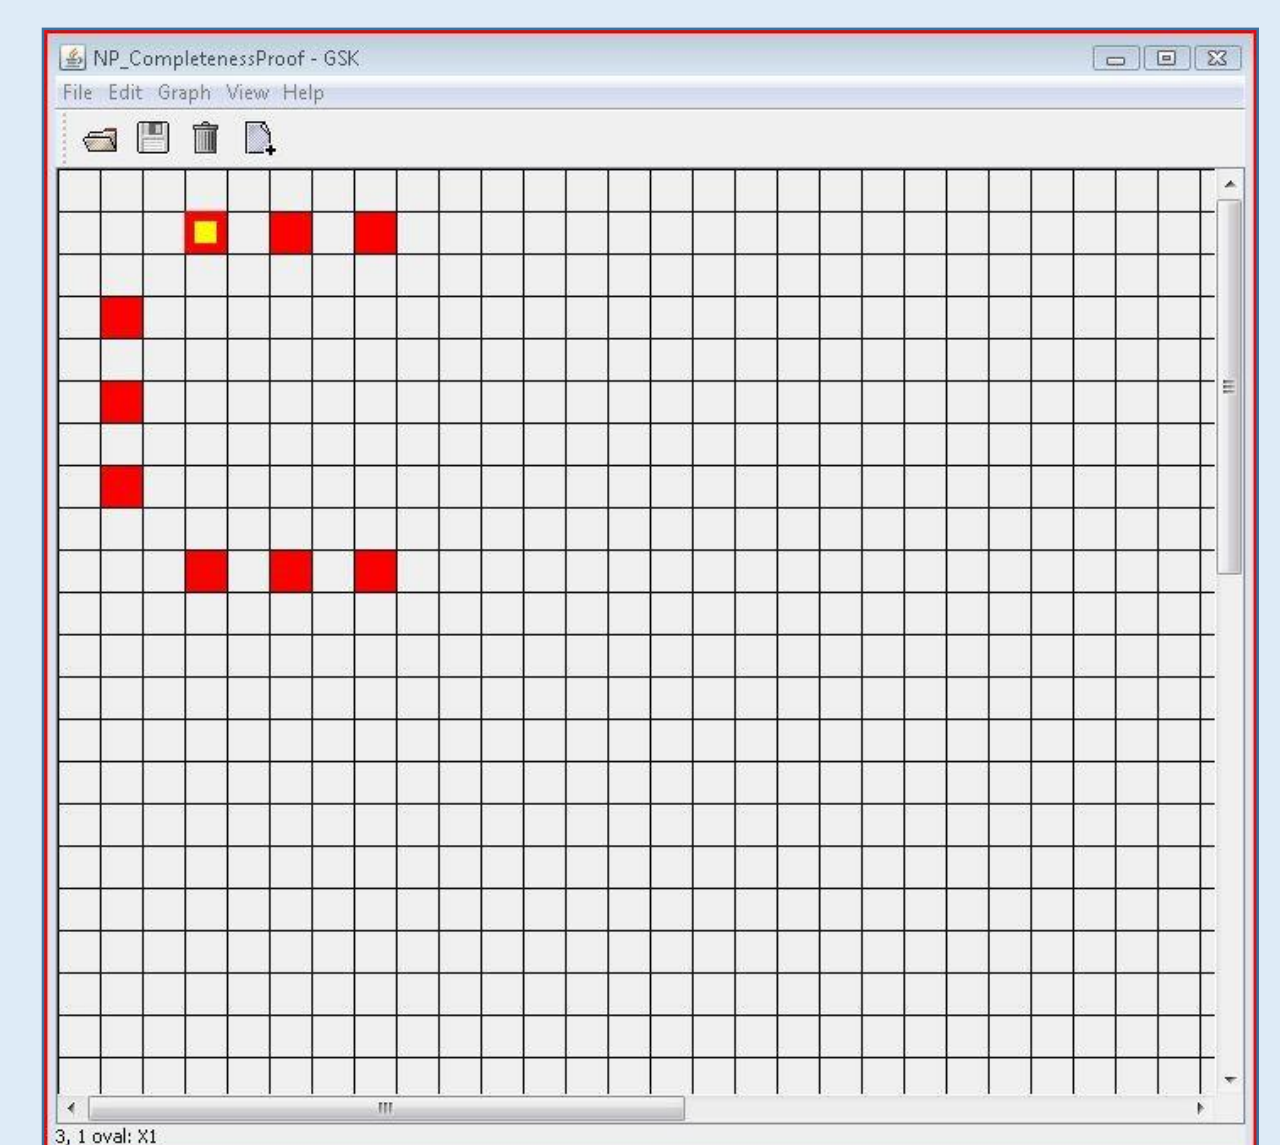 NP_CompletenessProof - GSK
File Edit Graph View Help
3, 1 oval: X1